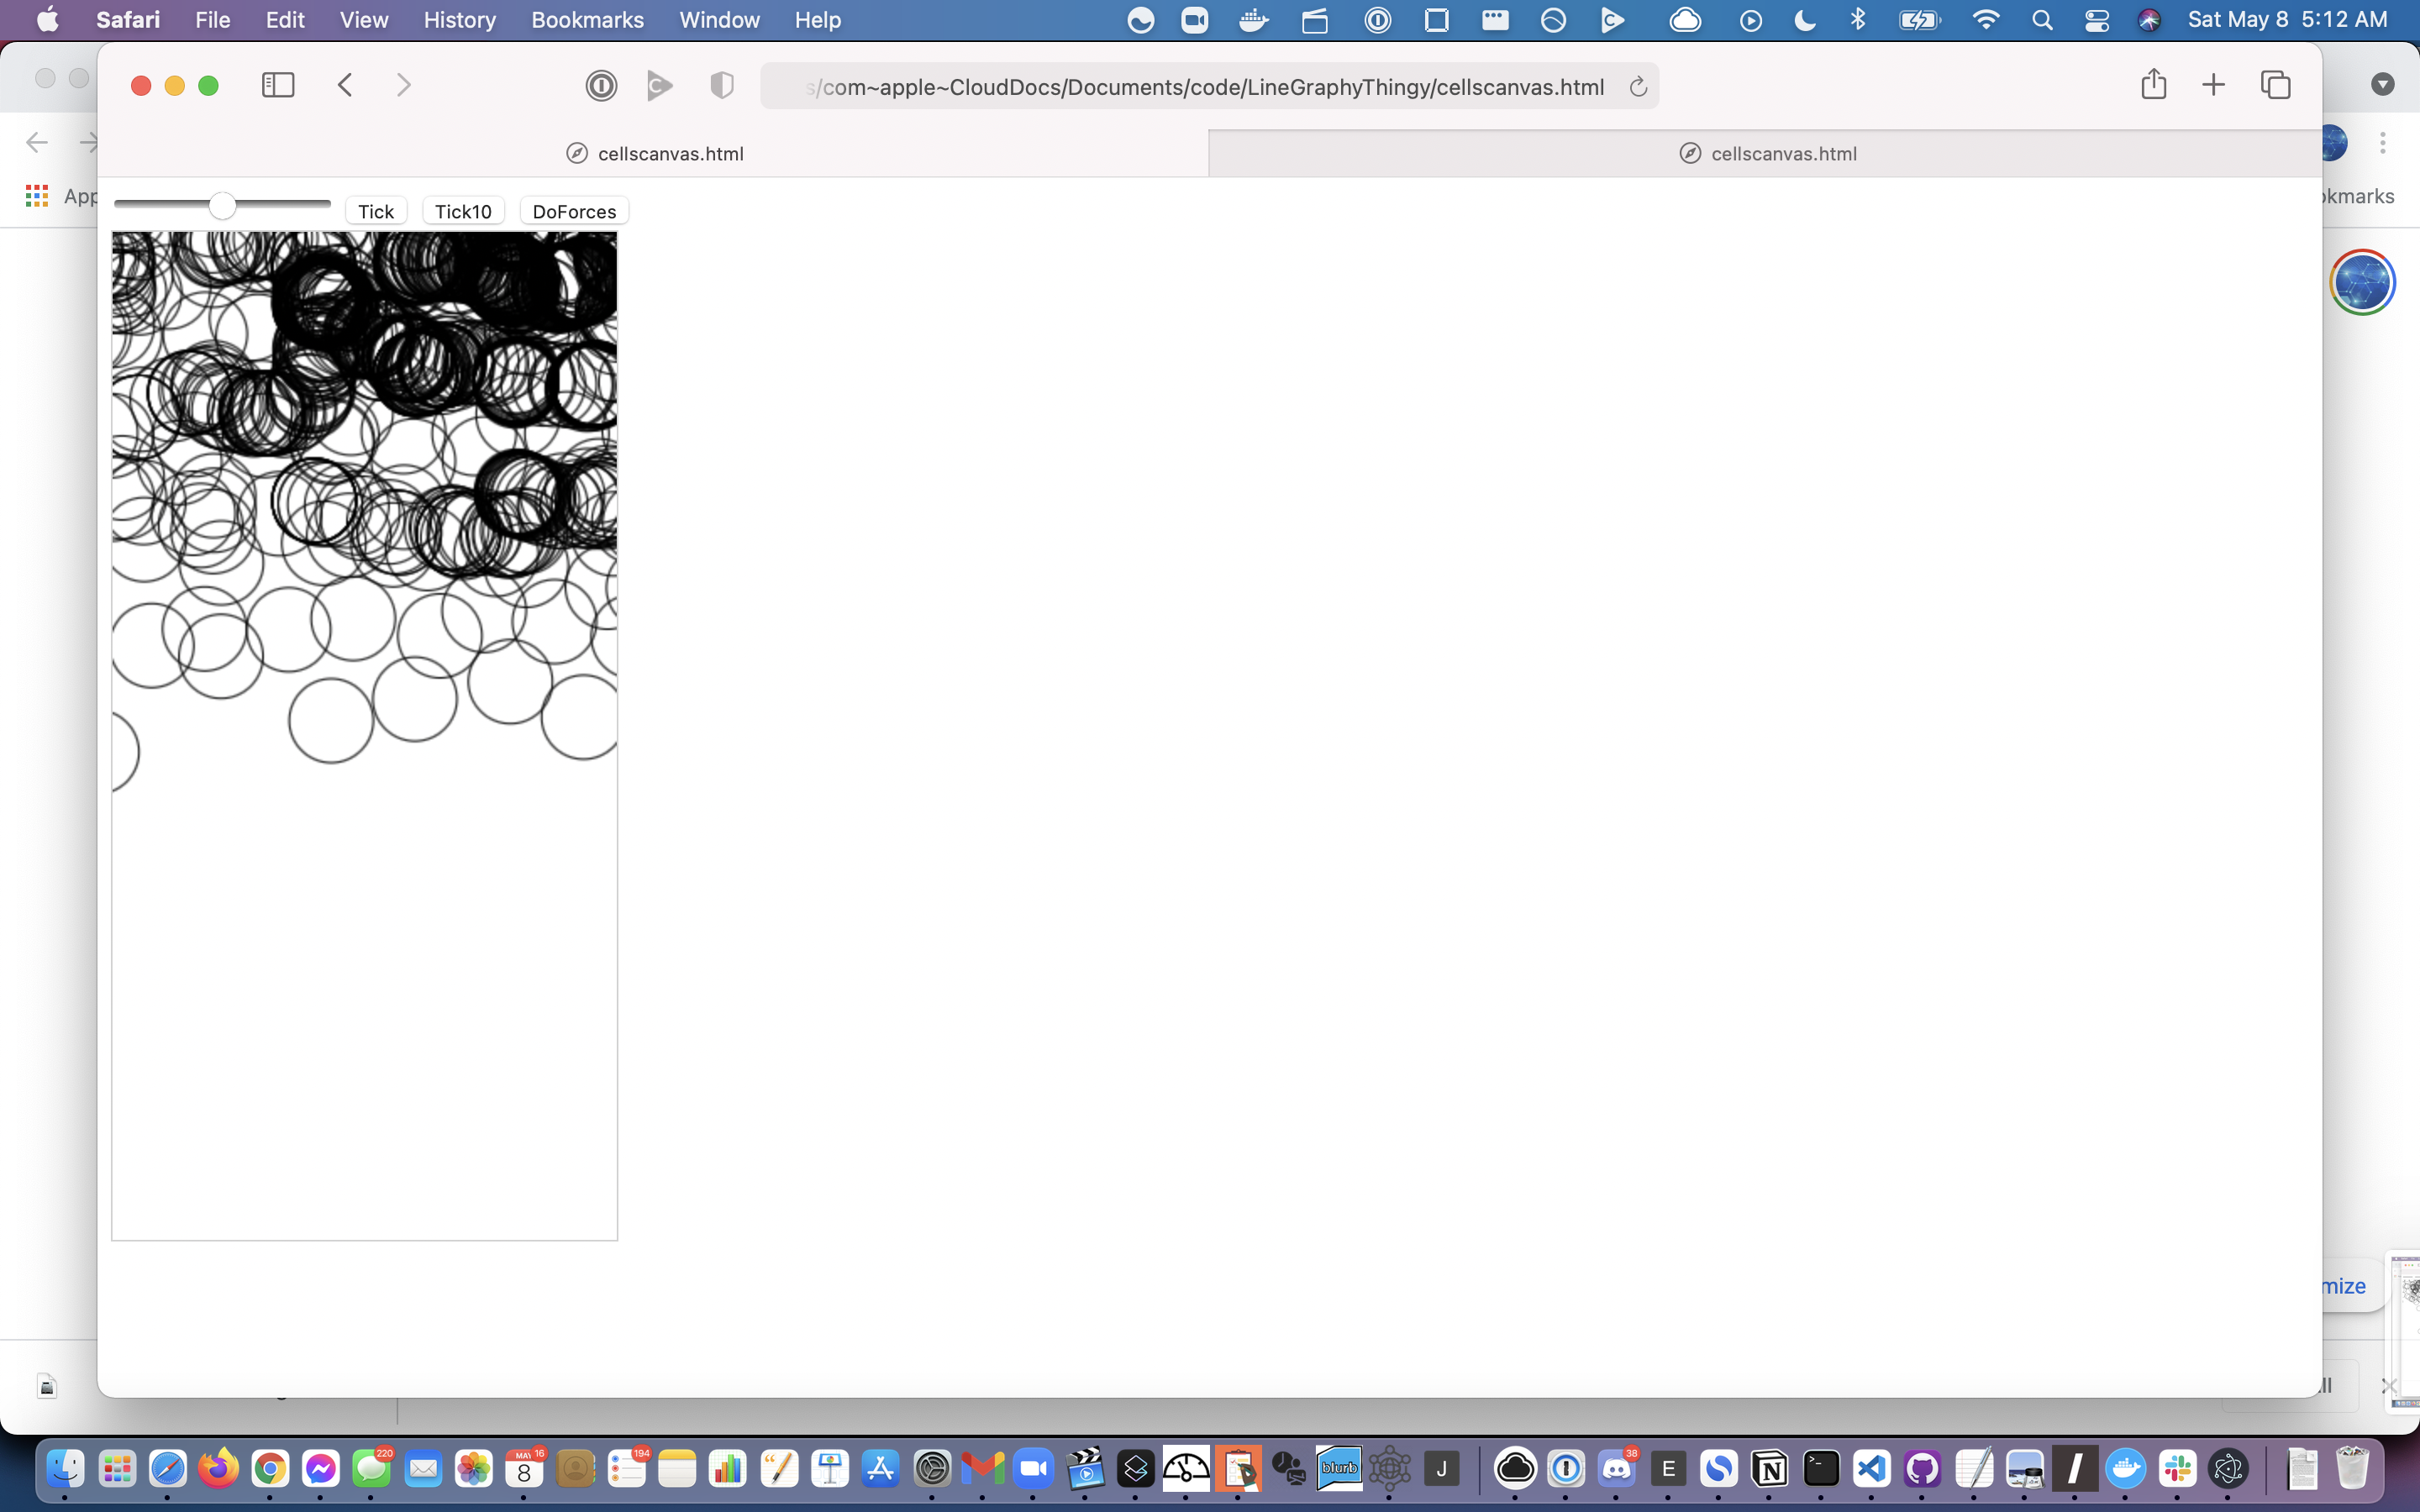 Safari File Edit View History Bookmarks Window Help Sat May 8 5:12 AM
s/com~apple~CloudDocs/Documents/code/LineGraphyThingy/cellscanvas.html
cellscanvas.html cellscanvas.html
App kmarks
Tick Tick10 DoForces
mize
220 MAY 16 194 38
8 blurb J E